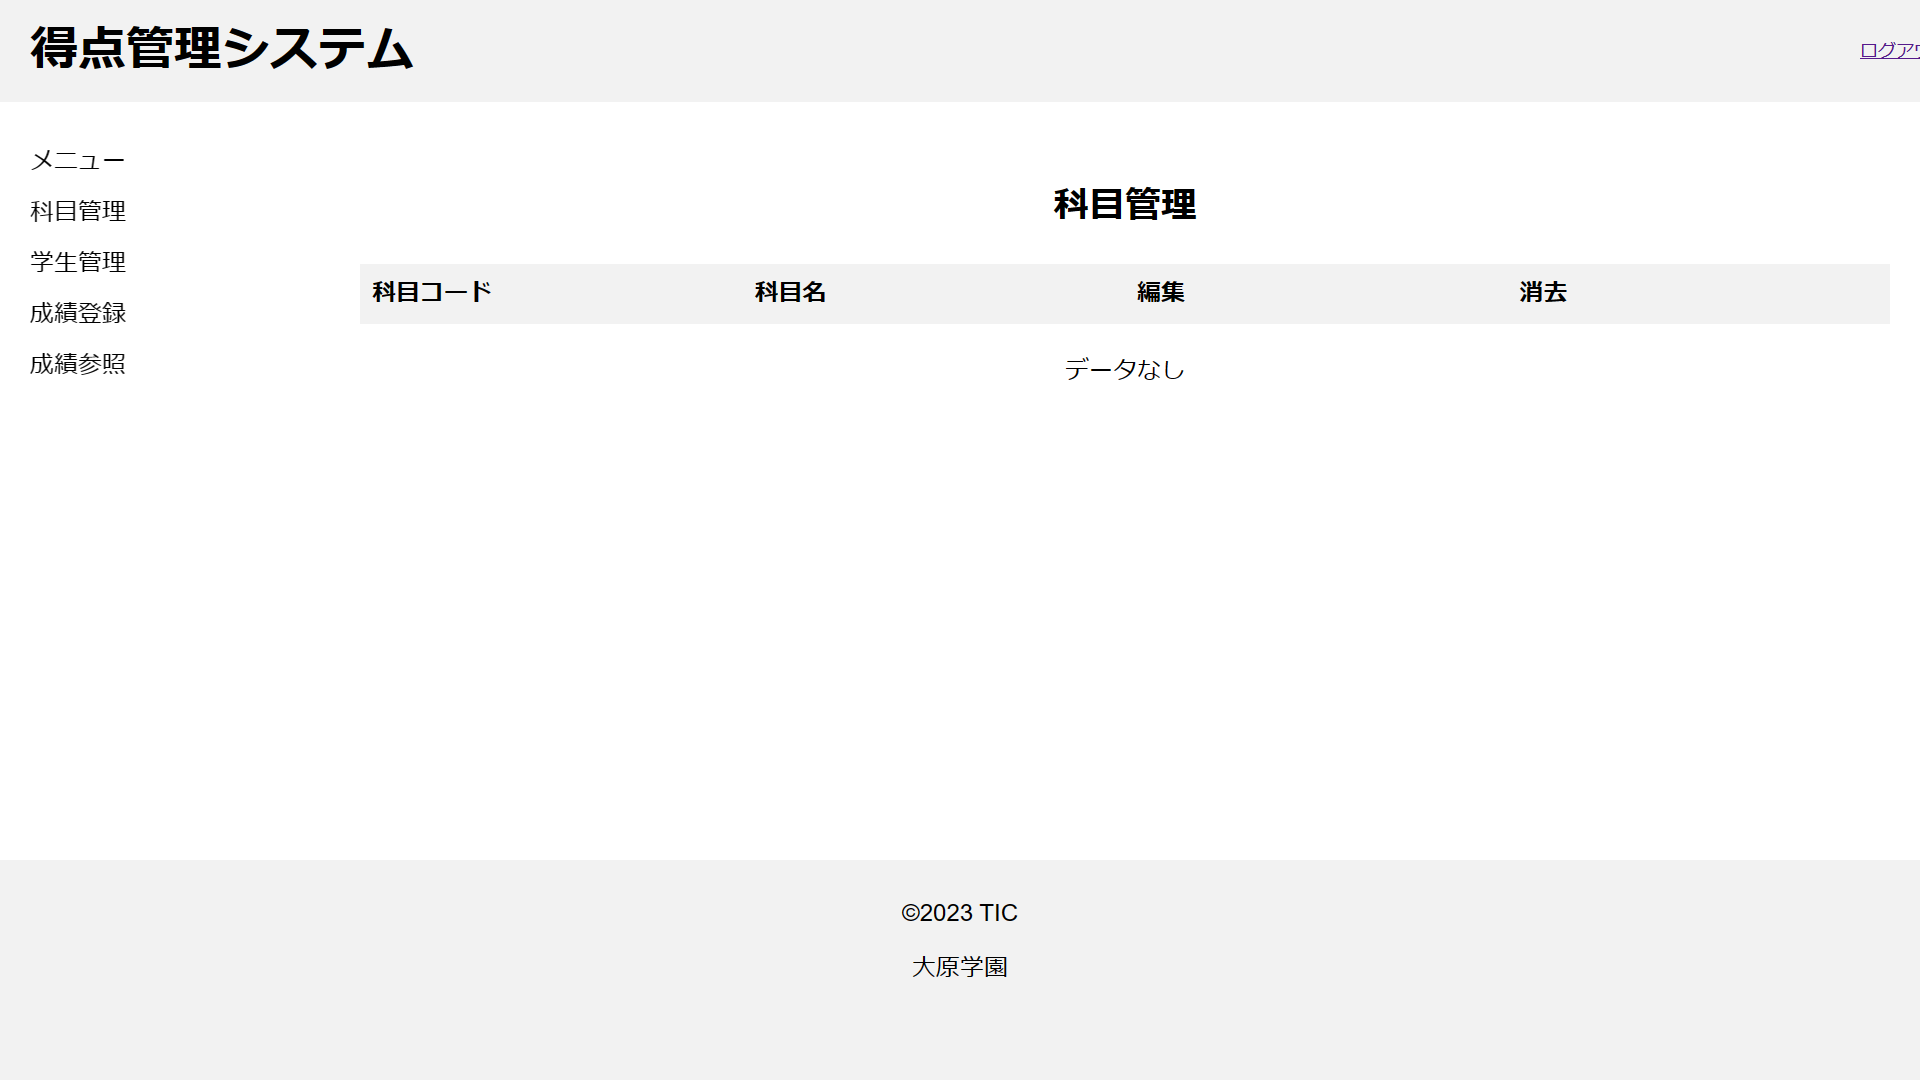 得点管理システム
ログアウ
メニュー
科目管理
学生管理
成績登録
成績参照
科目管理
科目コード 科目名 編集 消去
データなし
©2023 TIC
大原学園